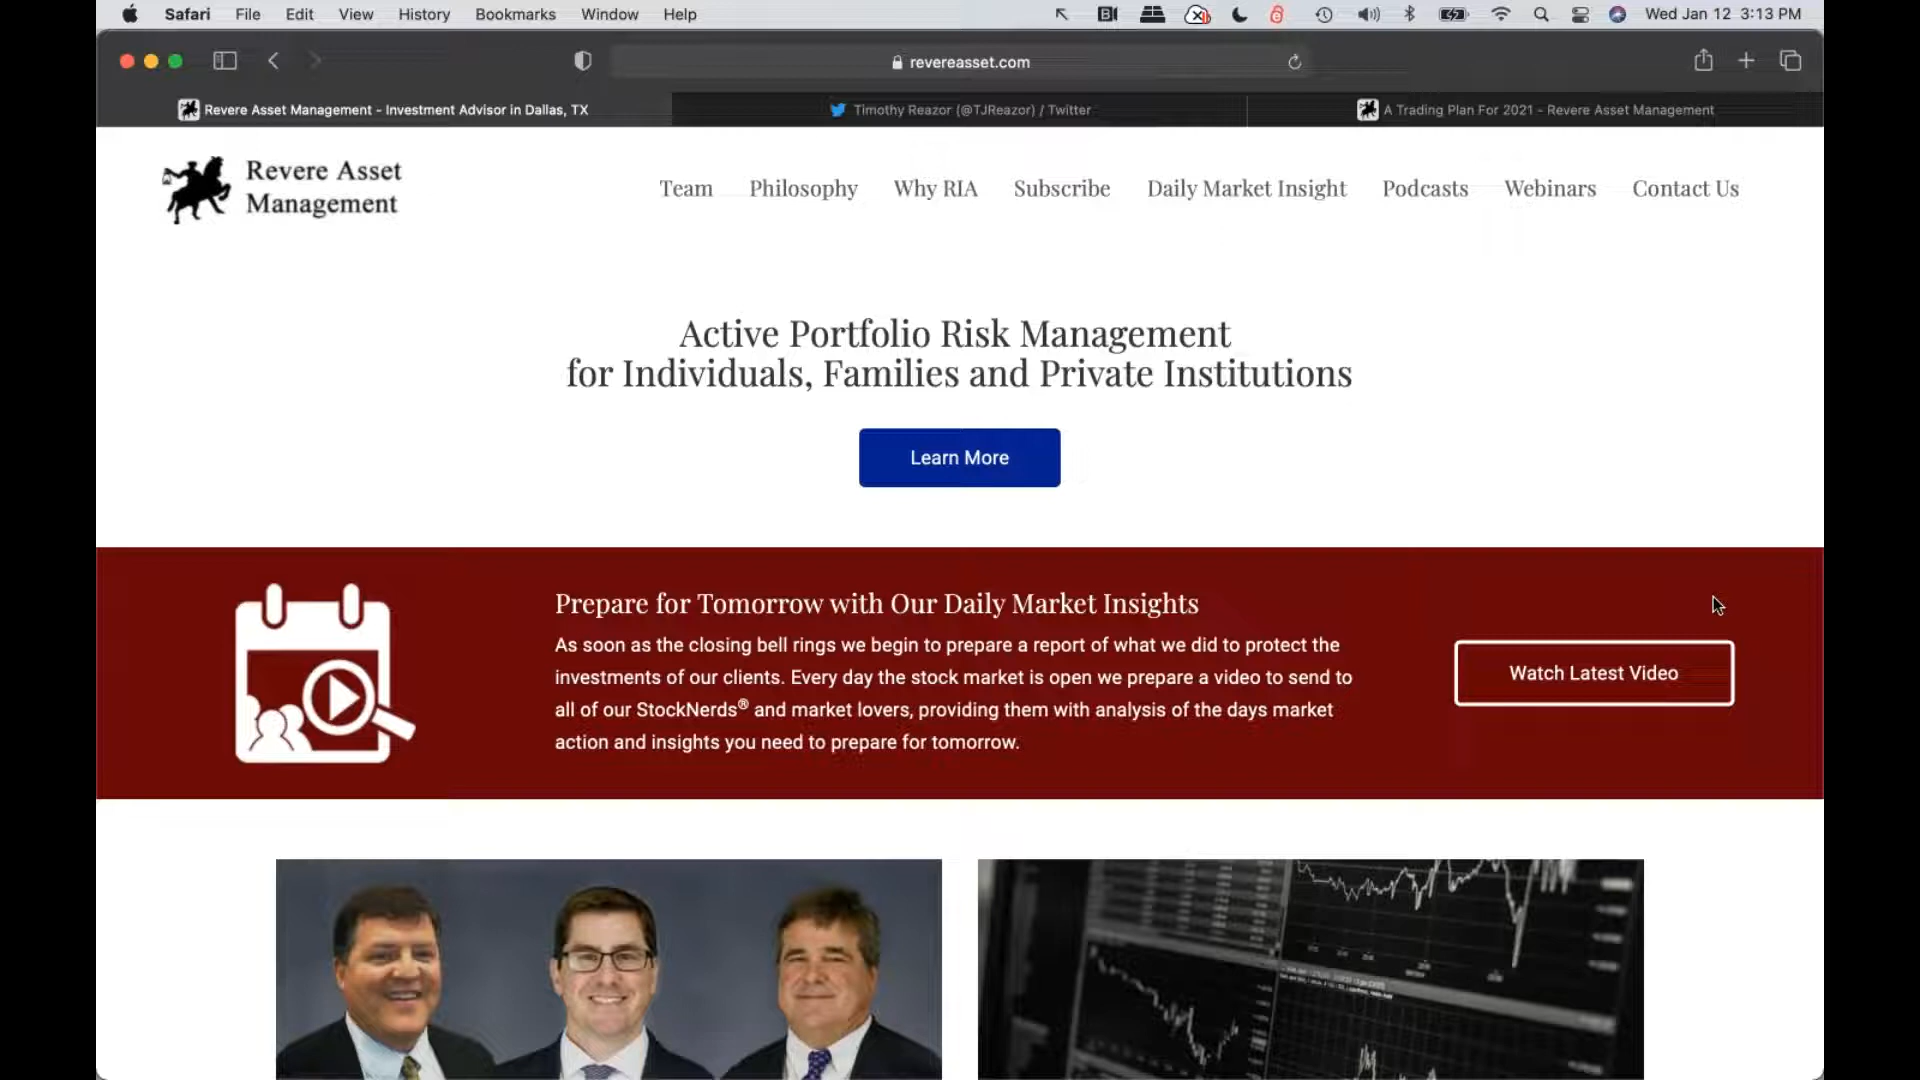 Safari File Edit View History Bookmarks Window Help Wed Jan 12 3:13 PM
revereasset.com
Revere Asset Management - Investment Advisor in Dallas, TX
Timothy Reazor (@TJReazor) / Twitter
A Trading Plan For 2021 - Revere Asset Management
Revere Asset
Management
Team Philosophy Why RIA Subscribe Daily Market Insight Podcasts Webinars Contact Us
Active Portfolio Risk Management
for Individuals, Families and Private Institutions
Learn More
Prepare for Tomorrow with Our Daily Market Insights
As soon as the closing bell rings we begin to prepare a report of what we did to protect the
investments of our clients. Every day the stock market is open we prepare a video to send to
all of our StockNerds® and market lovers, providing them with analysis of the days market
action and insights you need to prepare for tomorrow.
Watch Latest Video